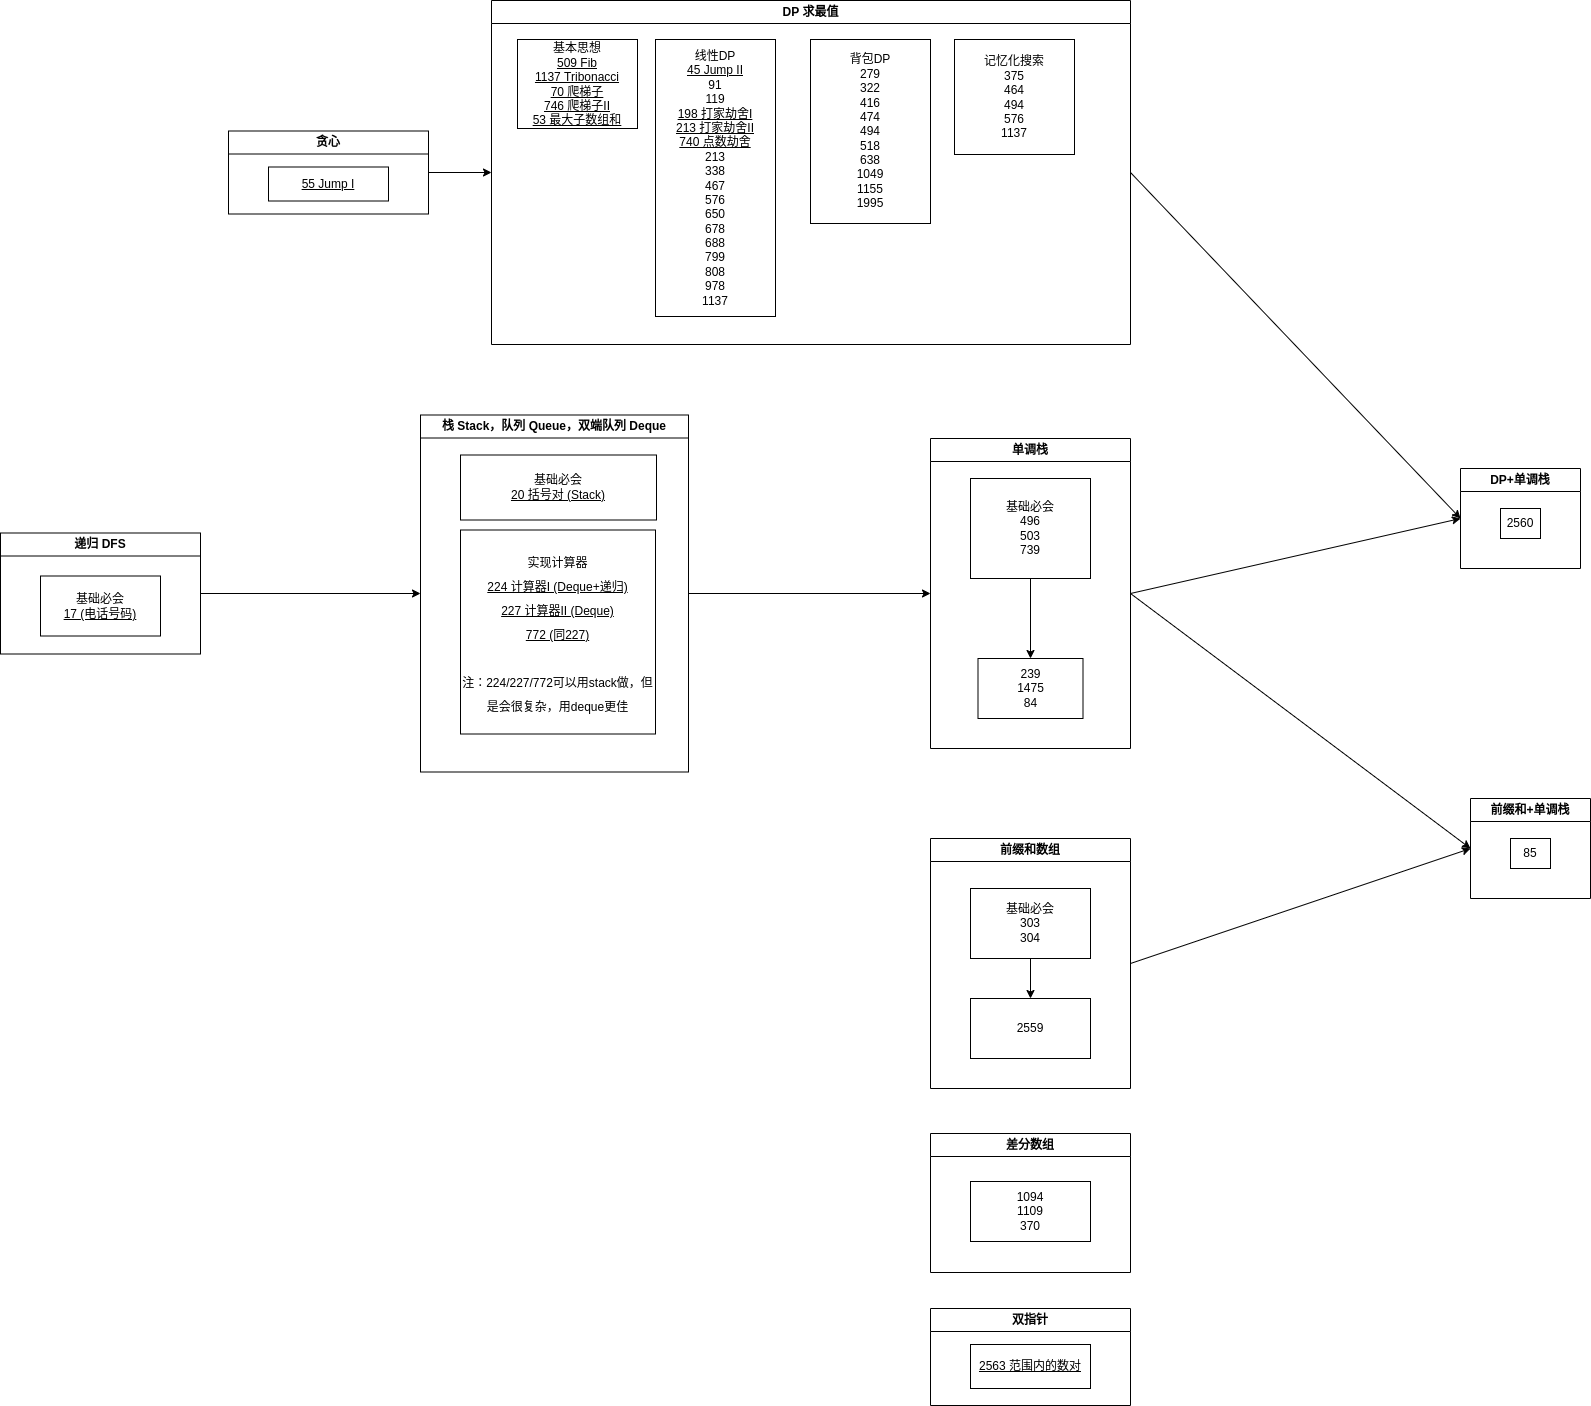 DP 求最值
基本思想
509 Fib
1137 Tribonacci
70 爬梯子
746 爬梯子II
53 最大子数组和
线性DP
45 Jump II
91
119
198 打家劫舍I
213 打家劫舍II
740 点数劫舍
213
338
467
576
650
678
688
799
808
978
1137
背包DP
279
322
416
474
494
518
638
1049
1155
1995
记忆化搜索
375
464
494
576
1137
贪心
55 Jump I
栈 Stack，队列 Queue，双端队列 Deque
基础必会
20 括号对 (Stack)
实现计算器
224 计算器I (Deque+递归)
227 计算器II (Deque)
772 (同227)
注：224/227/772可以用stack做，但
是会很复杂，用deque更佳
递归 DFS
基础必会
17 (电话号码)
单调栈
基础必会
496
503
739
239
1475
84
DP+单调栈
2560
前缀和+单调栈
85
前缀和数组
基础必会
303
304
2559
差分数组
1094
1109
370
双指针
2563 范围内的数对